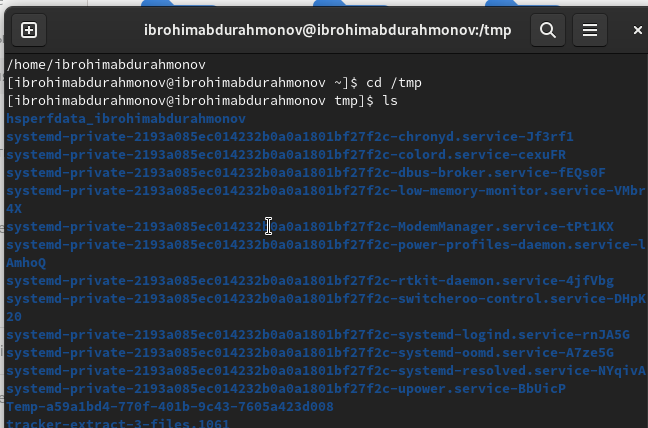 ibrohimabdurahmonov@ibrohimabdurahmonov:/tmp
/home/ibrohimabdurahmonov
[ibrohimabdurahmonov@ibrohimabdurahmonov ~]$ cd /tmp
[ibrohimabdurahmonov@ibrohimabdurahmonov tmp]$ ls
hsperfdata_ibrohimabdurahmonov
systemd-private-2193a085ec014232b0a0a1801bf27f2c-chronyd.service-Jf3rf1
systemd-private-2193a085ec014232b0a0a1801bf27f2c-colord.service-cexuFR
systemd-private-2193a085ec014232b0a0a1801bf27f2c-dbus-broker.service-fEQs0F
systemd-private-2193a085ec014232b0a0a1801bf27f2c-low-memory-monitor.service-VMbr
4X
systemd-private-2193a085ec014232b0a0a1801bf27f2c-ModemManager.service-tPt1KX
systemd-private-2193a085ec014232b0a0a1801bf27f2c-power-profiles-daemon.service-l
AmhoQ
systemd-private-2193a085ec014232b0a0a1801bf27f2c-rtkit-daemon.service-4jfVbg
systemd-private-2193a085ec014232b0a0a1801bf27f2c-switcheroo-control.service-DHpK
20
systemd-private-2193a085ec014232b0a0a1801bf27f2c-systemd-logind.service-rnJA5G
systemd-private-2193a085ec014232b0a0a1801bf27f2c-systemd-oomd.service-A7ze5G
systemd-private-2193a085ec014232b0a0a1801bf27f2c-systemd-resolved.service-NYqivA
systemd-private-2193a085ec014232b0a0a1801bf27f2c-upower.service-BbUicP
Temp-a59a1bd4-770f-401b-9c43-7605a423d008
tracker-extract-3-files.1061